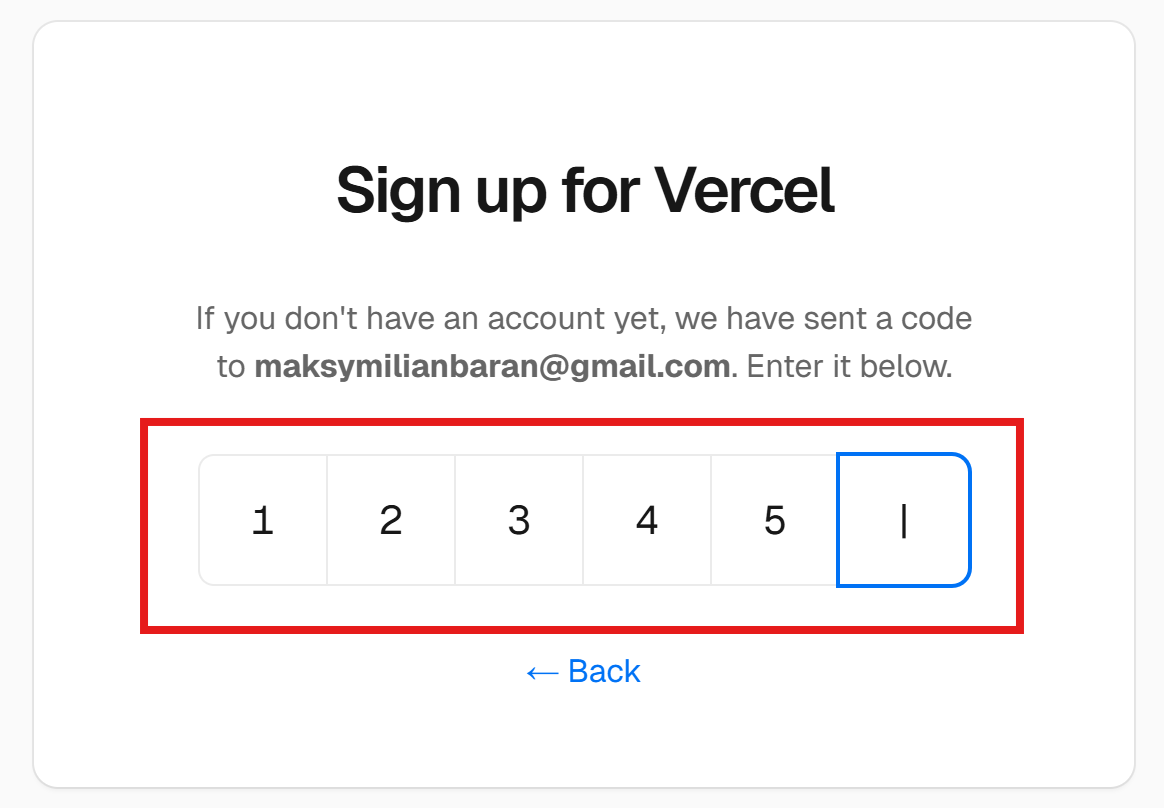 Sign up for Vercel
If you don't have an account yet, we have sent a code
to maksymilianbaran@gmail.com. Enter it below.
1 2 3 4 5
← Back